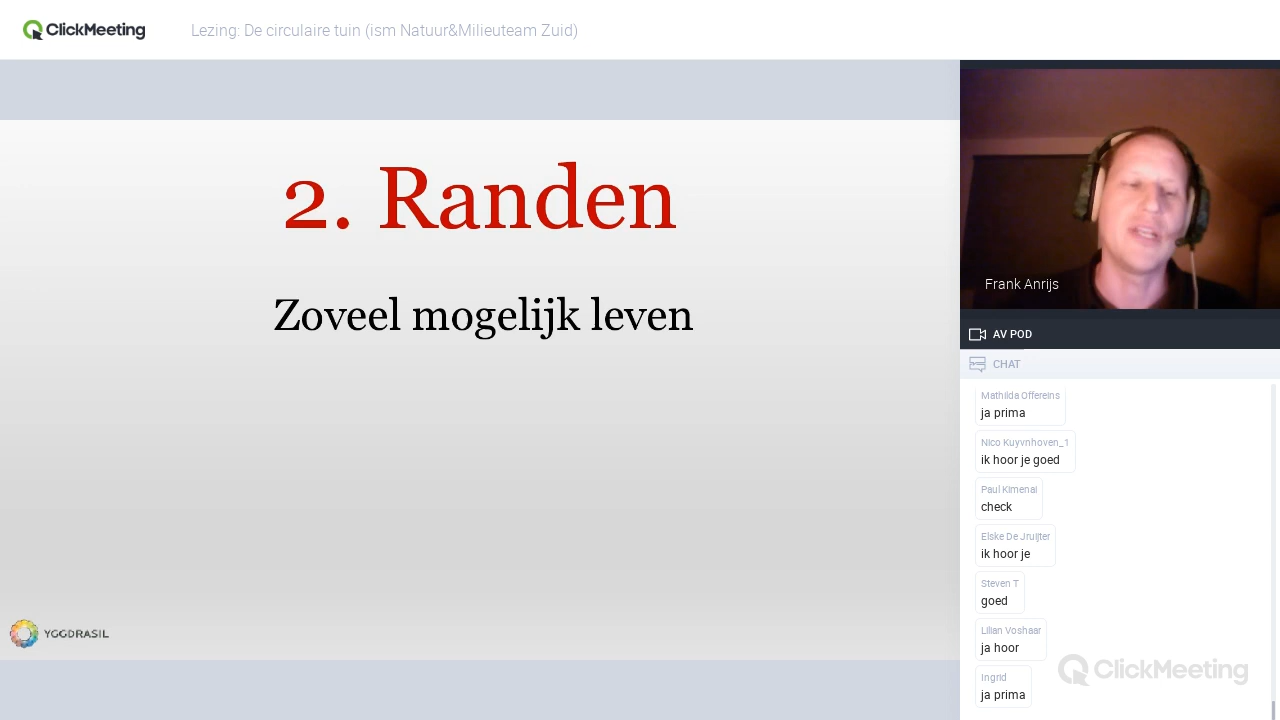 ClickMeeting
Lezing: De circulaire tuin (ism Natuur&Milieuteam Zuid)
2. Randen
Zoveel mogelijk leven
YGGDRASIL
Frank Anrijs
AV POD
CHAT
Mathilda Offereins
ja prima
Nico Kuyvnhoven_1
ik hoor je goed
Paul Kimenai
check
Elske De Jruijter
ik hoor je
Steven T
goed
Lilian Voshaar
ja hoor
Ingrid
ja prima
ClickMeeting